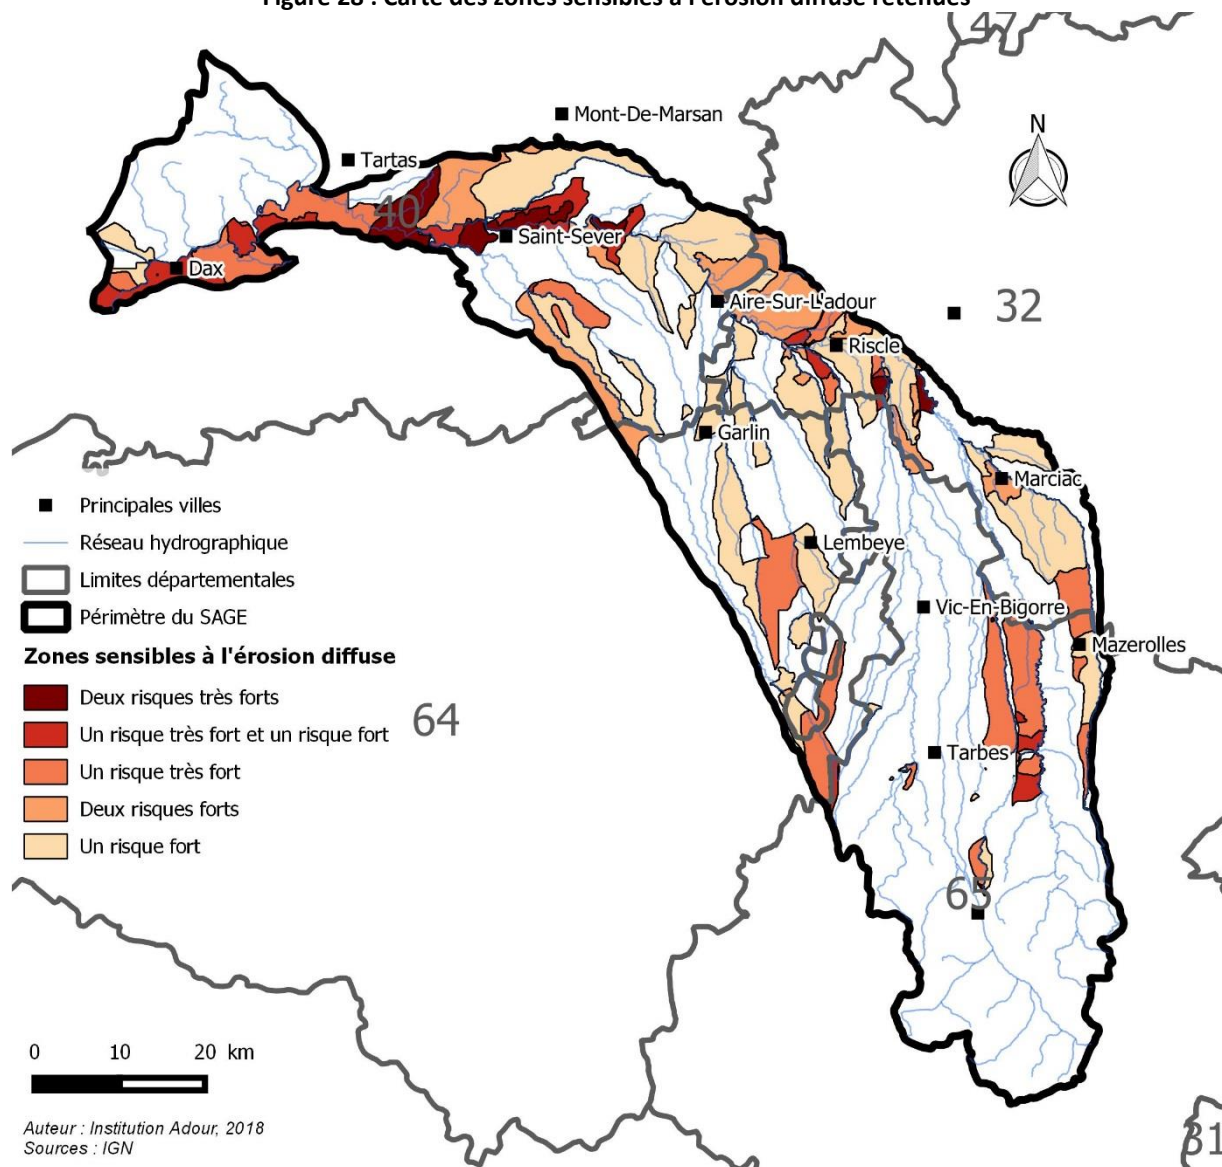 Figure 28 : Carte des zones sensibles à l'érosion diffuse retenues
47
N
Mont-De-Marsan
Tartas
40
Saint-Sever
Dax
Aire-Sur-L'adour
32
Riscle
Garlin
Marciac
Principales villes
Réseau hydrographique
Lembeye
Limites départementales
Vic-En-Bigorre
Périmètre du SAGE
Mazerolles
Zones sensibles à l'érosion diffuse
Deux risques très forts
64
Un risque très fort et un risque fort
Tarbes
Un risque très fort
Deux risques forts
Un risque fort
65
0 10 20 km
Auteur : Institution Adour, 2018
Sources : IGN
31